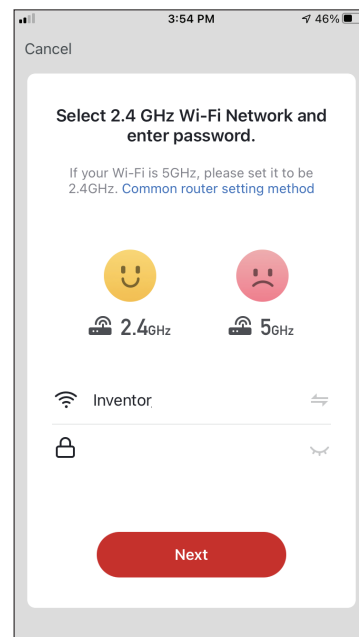 3:54 PM
46%
Cancel
Select 2.4 GHz Wi-Fi Network and
enter password.
If your Wi-Fi is 5GHz, please set it to be
2.4GHz. Common router setting method
2.4GHz
5GHz
Inventor
Next